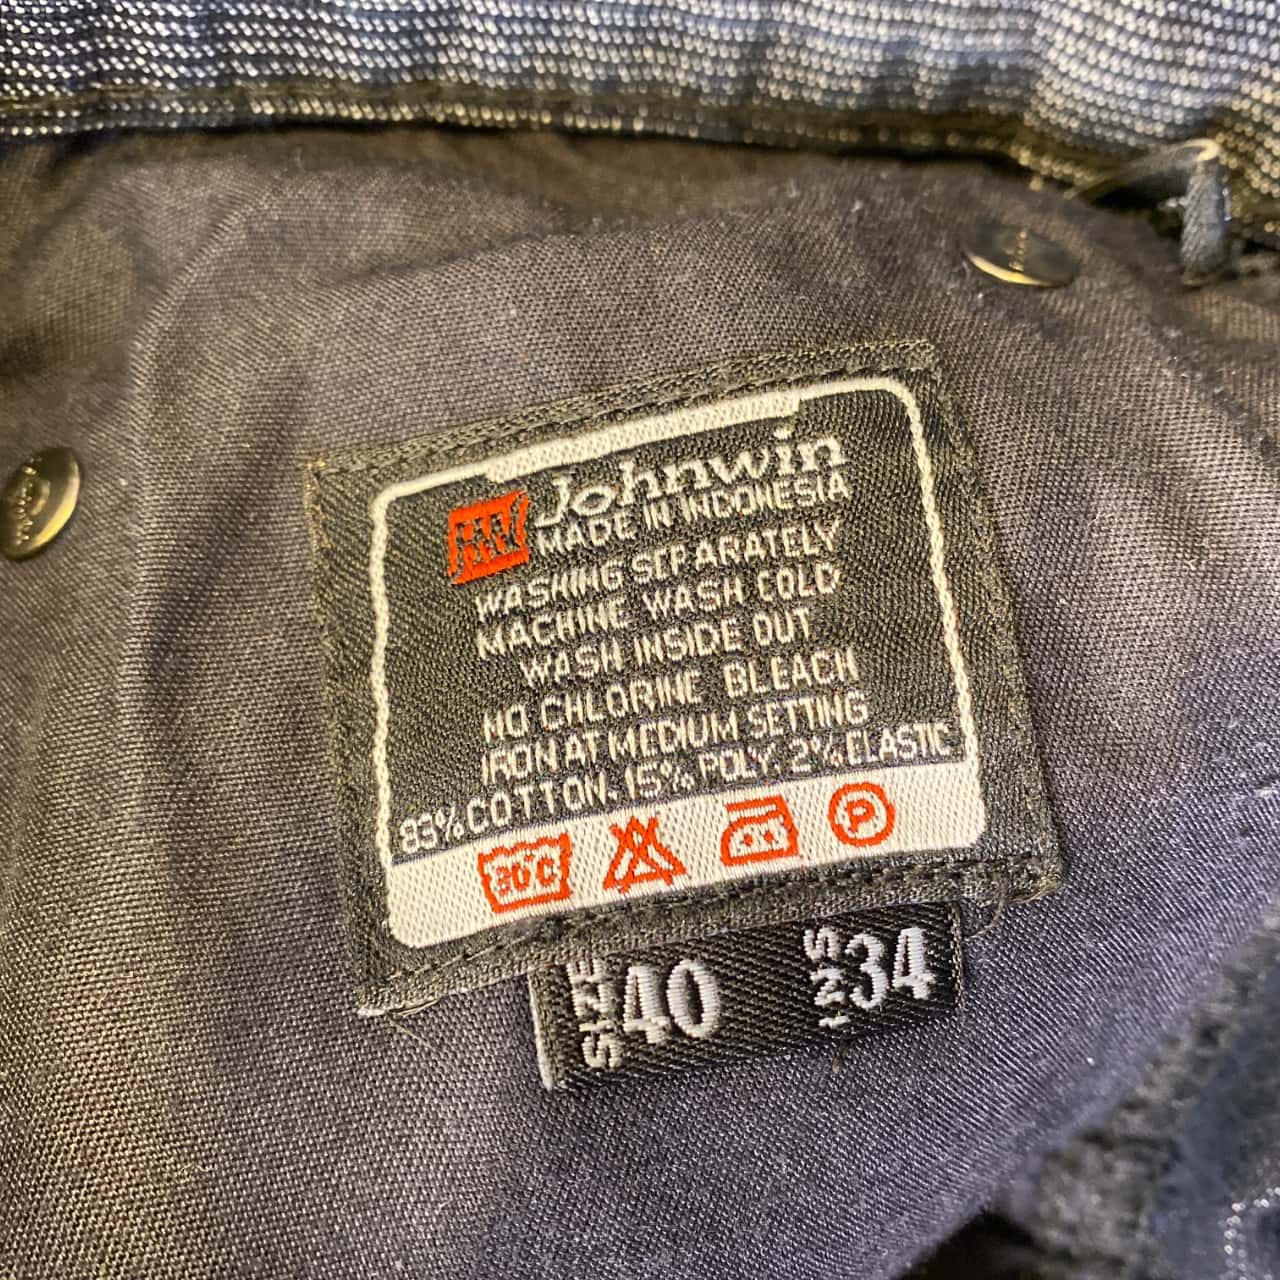 Johnwin
MADE IN INDONESIA
WASHING SEPARATELY
MACHINE WASH COLD
WASH INSIDE OUT
NO CHLORINE BLEACH
IRON AT MEDIUM SETTING
83% COTTON. 15% POLY. 2% ELASTIC
30°C P
SIZE 40 INS 34